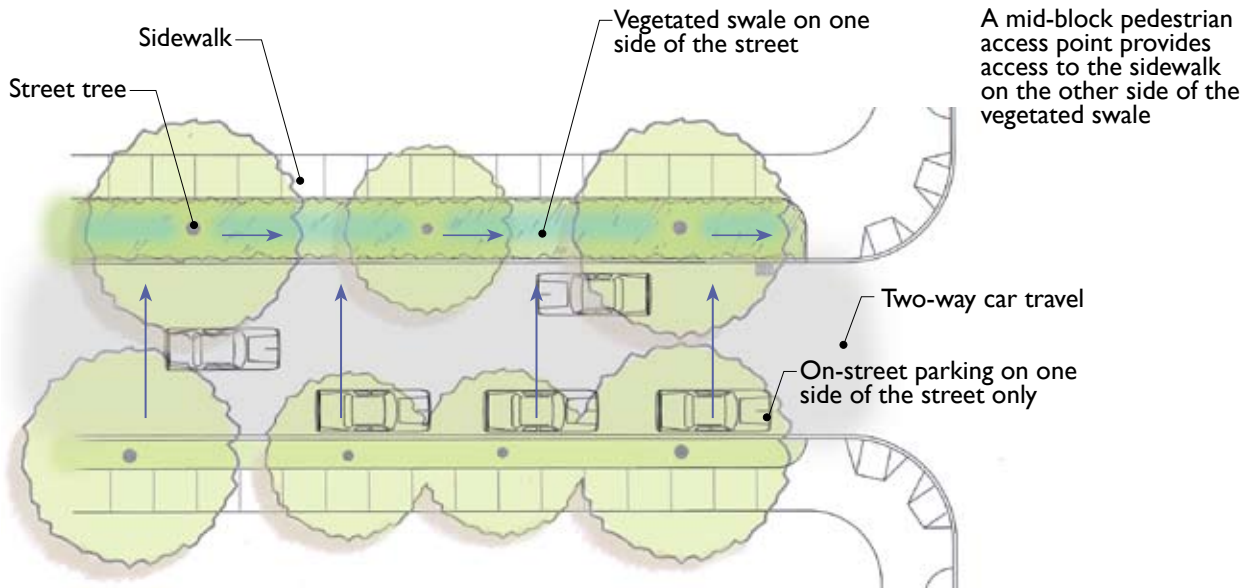 Street tree
Sidewalk
Vegetated swale on one
side of the street
A mid-block pedestrian
access point provides
access to the sidewalk
on the other side of the
vegetated swale
Two-way car travel
On-street parking on one
side of the street only